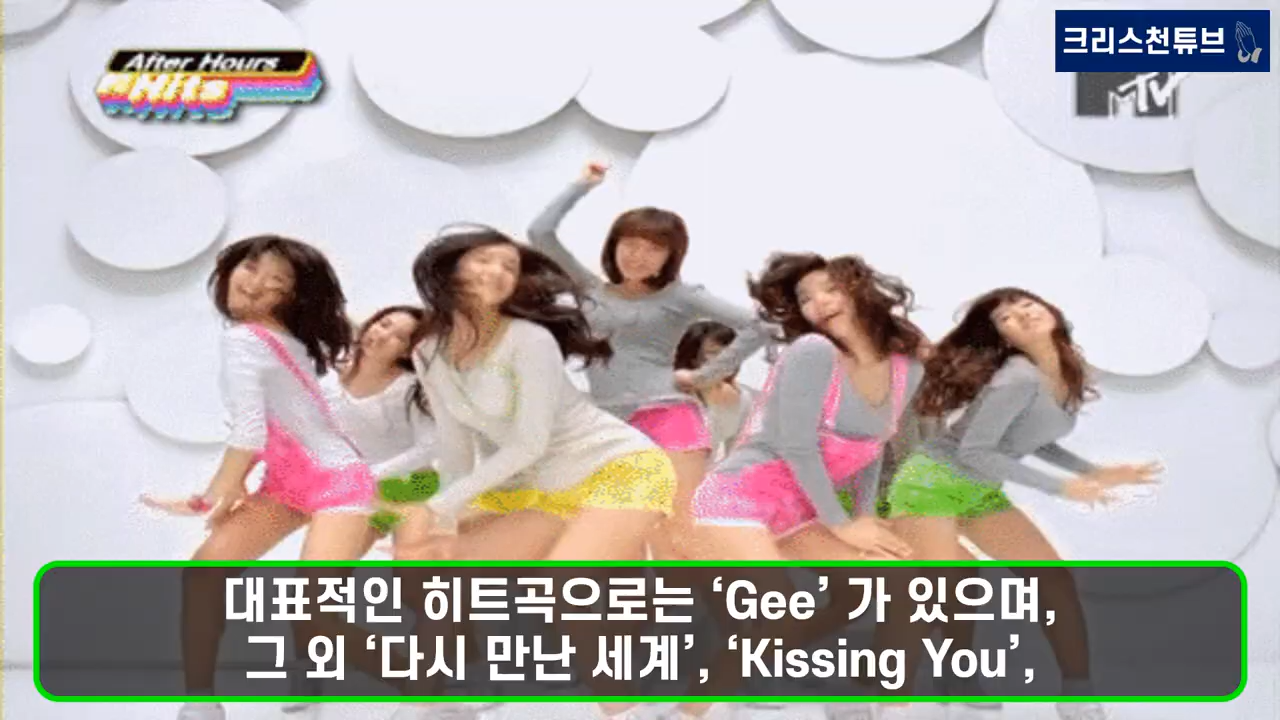 크리스천튜브
After Hours
Hits
MTV
대표적인 히트곡으로는 ‘Gee’ 가 있으며,
그 외 ‘다시 만난 세계’, ‘Kissing You’,